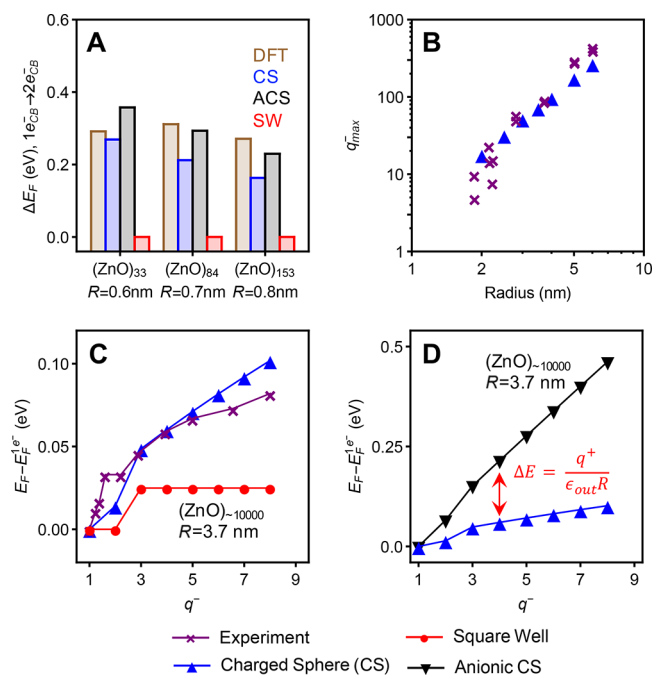 A
DFT
CS
ACS
SW
ΔE_F (eV), 1e⁻_CB→2e⁻_CB
0.6
0.4
0.2
0.0
(ZnO)₃₃ (ZnO)₈₄ (ZnO)₁₅₃
R=0.6nm R=0.7nm R=0.8nm
B
q⁻_max
1000
100
10
1
1 2 5 10
Radius (nm)
C
E_F–E_F^1e⁻ (eV)
0.10
0.05
0.00
(ZnO)~10000
R=3.7 nm
1 3 5 7 9
q⁻
D
E_F–E_F^1e⁻ (eV)
0.5
0.0
(ZnO)~10000
R=3.7 nm
ΔE = q⁺/(ϵ_out R)
1 3 5 7 9
q⁻
Experiment Square Well
Charged Sphere (CS) Anionic CS